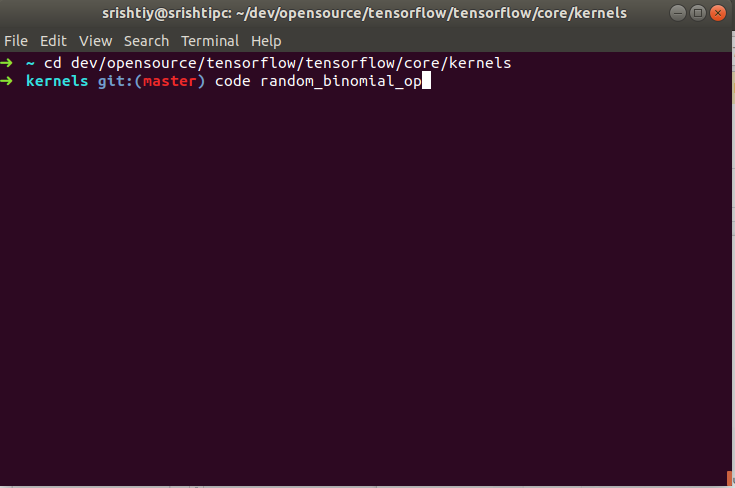 srishtiy@srishtipc: ~/dev/opensource/tensorflow/tensorflow/core/kernels
File Edit View Search Terminal Help
➜ ~ cd dev/opensource/tensorflow/tensorflow/core/kernels
➜ kernels git:(master) code random_binomial_op